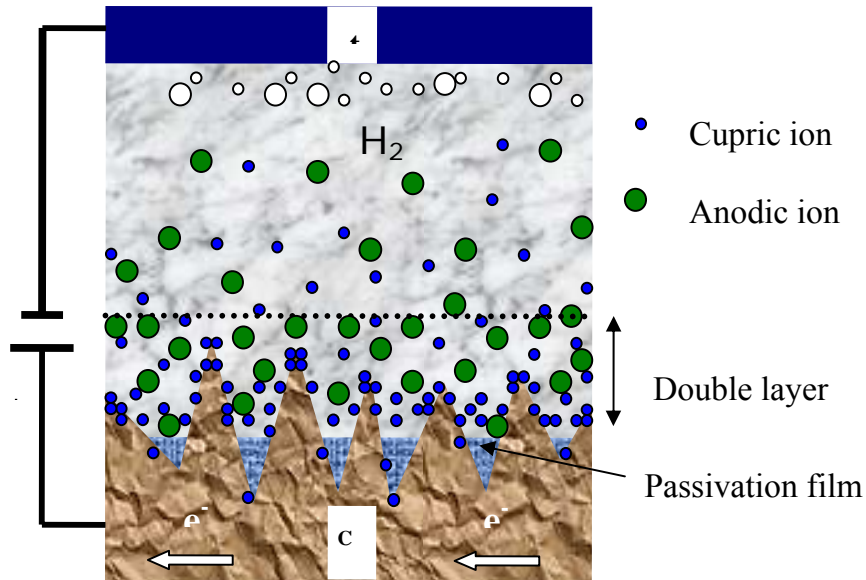 H2
Cupric ion
Anodic ion
Double layer
Passivation film
e-
e-
C